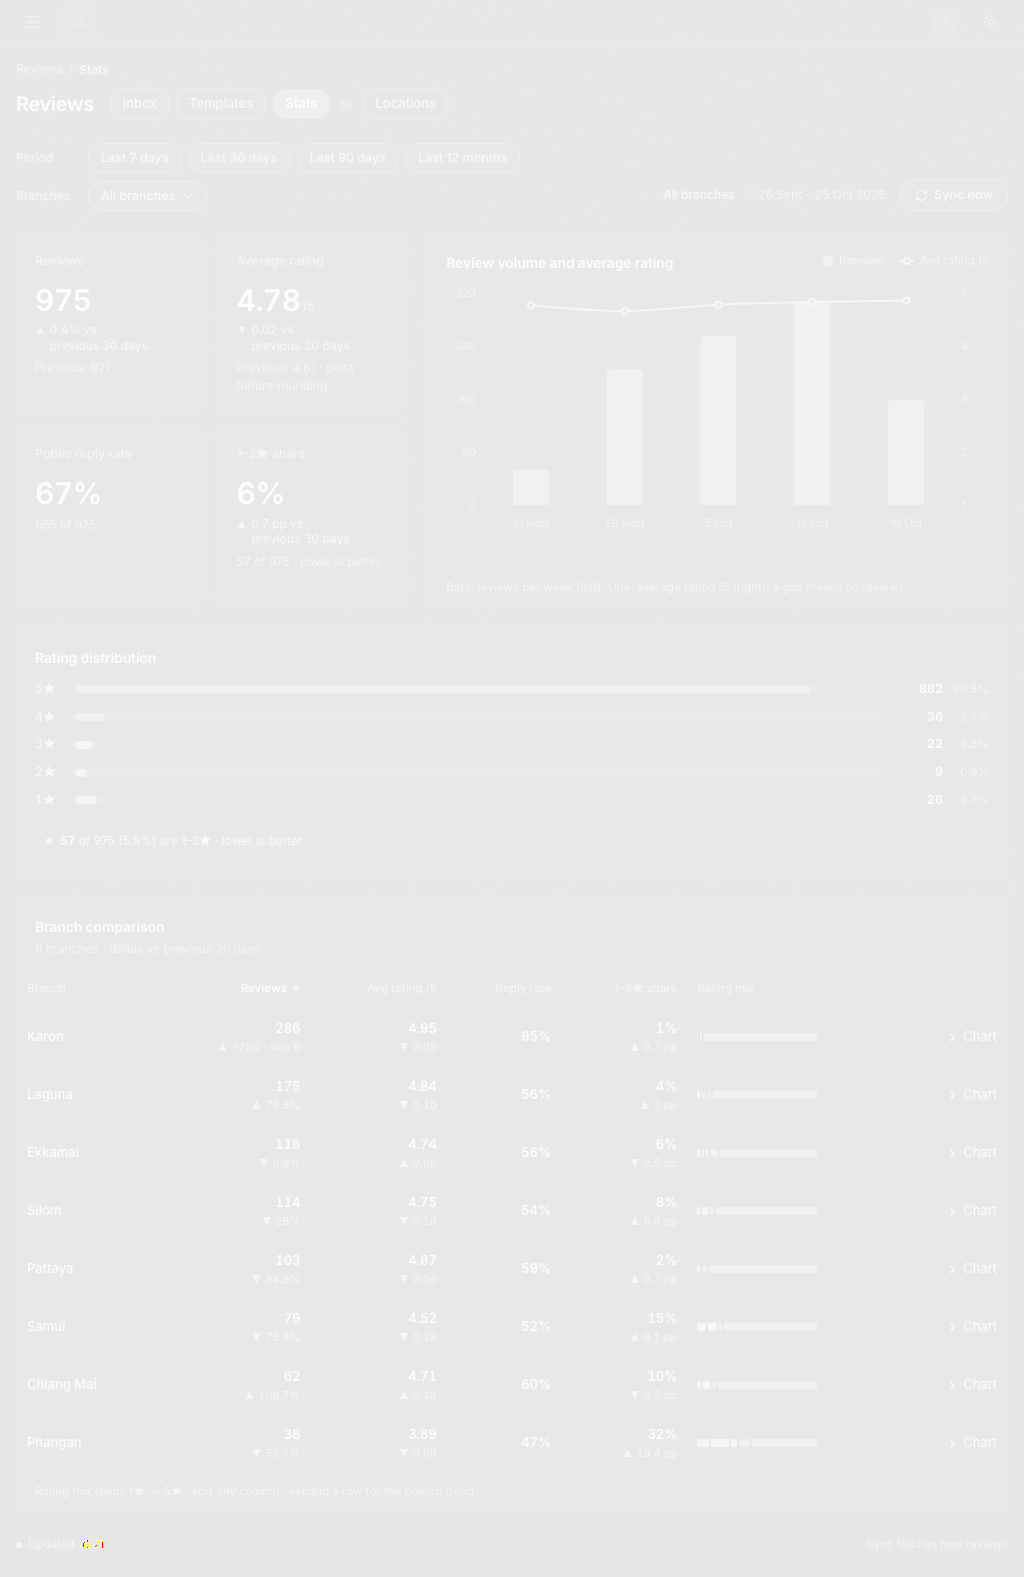 ?
Reviews / Stats
Reviews Inbox Templates Stats Locations
Period Last 7 days Last 30 days Last 90 days Last 12 months
Branches All branches All branches 26 Sept – 25 Oct 2026 Sync now
Reviews
975
▲ 0.4% vs
previous 30 days
Previous: 971
Average rating
4.78 /5
▼ 0.02 vs
previous 30 days
Previous: 4.81 · delta
before rounding
Public reply rate
67%
655 of 975
1–3★ share
6%
▲ 0.7 pp vs
previous 30 days
57 of 975 · lower is better
Review volume and average rating Reviews Avg rating /5
320 5
240 4
160 3
80 2
0 1
21 Sept 28 Sept 5 Oct 12 Oct 19 Oct
Bars: reviews per week (left). Line: average rating /5 (right); a gap means no reviews.
Rating distribution
5★ 882 90.5%
4★ 36 3.7%
3★ 22 2.3%
2★ 9 0.9%
1★ 26 2.7%
57 of 975 (5.8%) are 1–3★ · lower is better
Branch comparison
8 branches · deltas vs previous 30 days
Branch Reviews ▼ Avg rating /5 Reply rate 1–3★ share Rating mix
Karon 286 4.95 95% 1% Chart
▲ +280 · was 6 ▼ 0.05 ▲ 0.7 pp
Laguna 175 4.84 56% 4% Chart
▲ 78.6% ▼ 0.10 ▲ 2 pp
Ekkamai 118 4.74 56% 6% Chart
▼ 0.8% ▲ 0.06 ▼ 2.5 pp
Silom 114 4.75 54% 8% Chart
▼ 25% ▼ 0.10 ▲ 6.6 pp
Pattaya 103 4.87 59% 2% Chart
▼ 34.8% ▼ 0.06 ▲ 0.7 pp
Samui 79 4.52 52% 15% Chart
▼ 75.8% ▼ 0.28 ▲ 9.1 pp
Chiang Mai 62 4.71 60% 10% Chart
▲ 106.7% ▲ 0.18 ▼ 3.7 pp
Phangan 38 3.89 47% 32% Chart
▼ 53.7% ▼ 0.69 ▲ 18.4 pp
Rating mix reads 1★ → 5★ · sort any column · expand a row for the branch trend.
Updated
Sync fetches new reviews